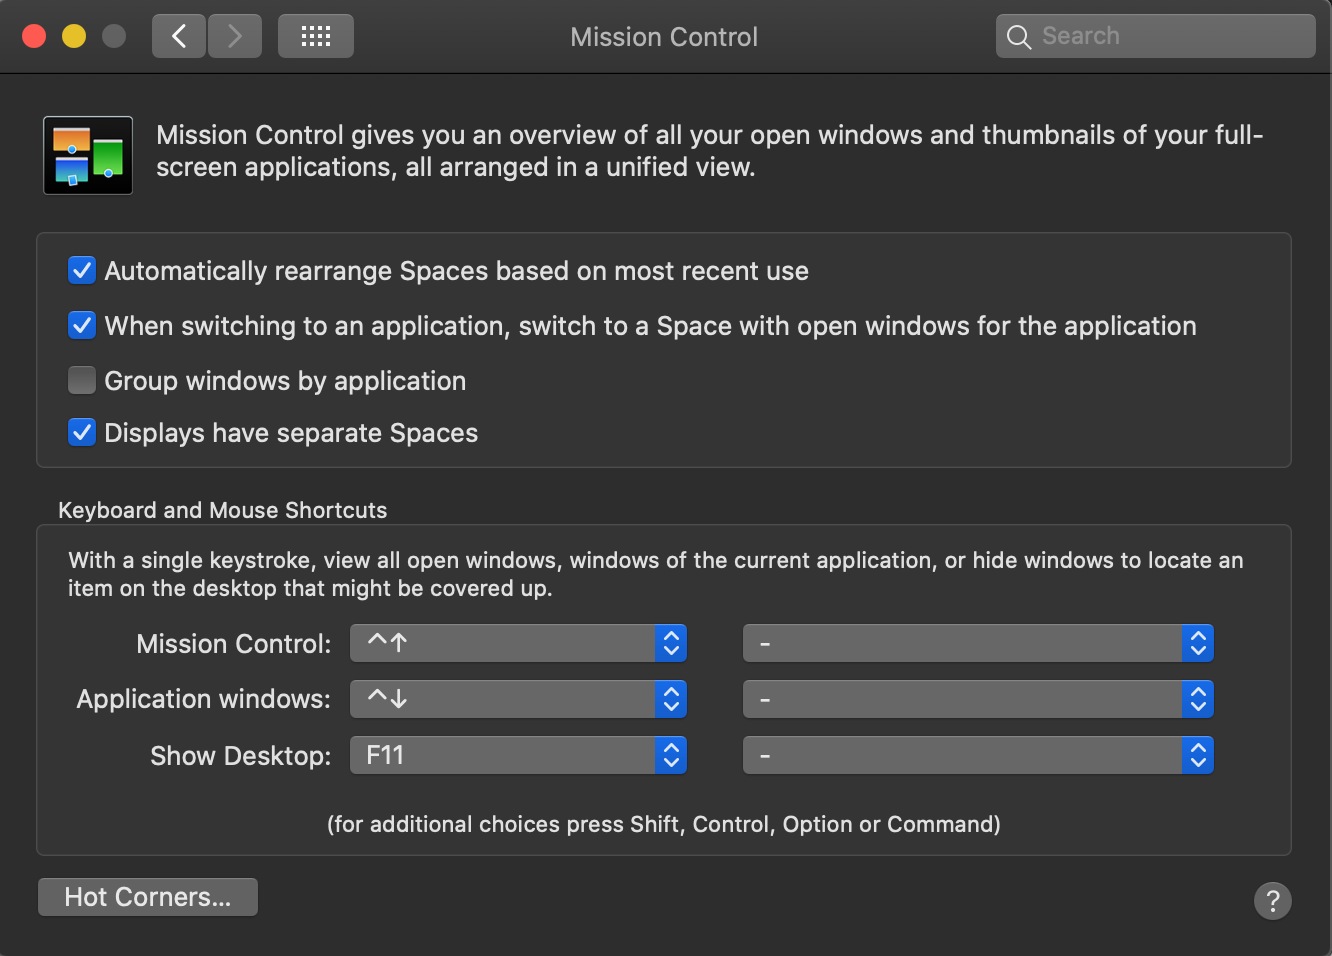 Mission Control
Search
Mission Control gives you an overview of all your open windows and thumbnails of your full-
screen applications, all arranged in a unified view.
Automatically rearrange Spaces based on most recent use
When switching to an application, switch to a Space with open windows for the application
Group windows by application
Displays have separate Spaces
Keyboard and Mouse Shortcuts
With a single keystroke, view all open windows, windows of the current application, or hide windows to locate an
item on the desktop that might be covered up.
Mission Control: ^↑ -
Application windows: ^↓ -
Show Desktop: F11 -
(for additional choices press Shift, Control, Option or Command)
Hot Corners... ?